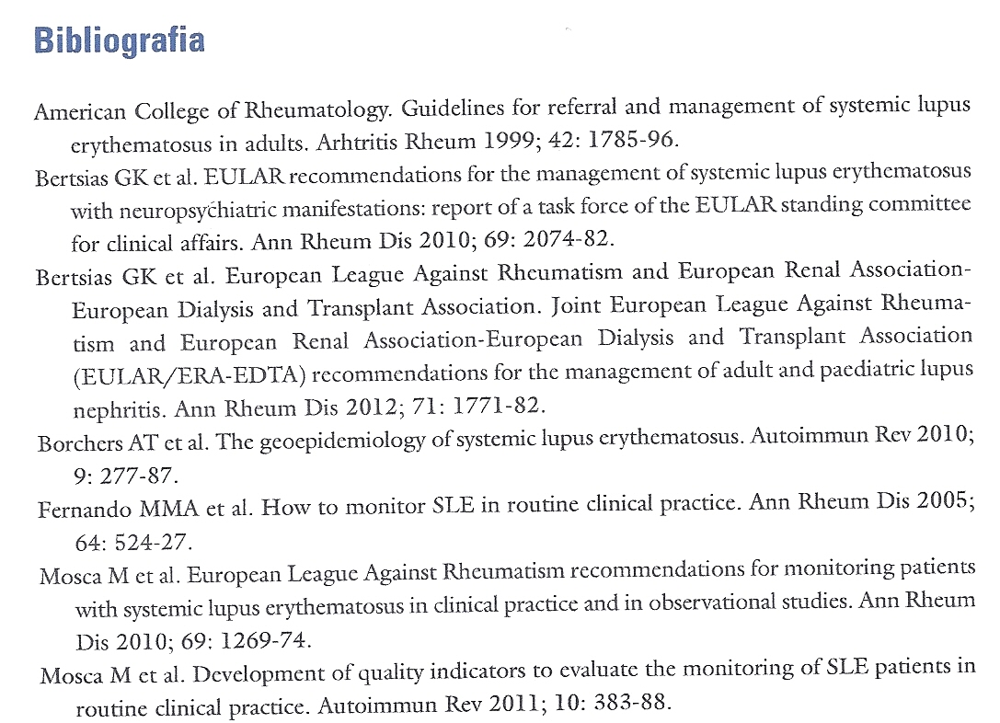 Bibliografia
American College of Rheumatology. Guidelines for referral and management of systemic lupus
erythematosus in adults. Arhtritis Rheum 1999; 42: 1785-96.
Bertsias GK et al. EULAR recommendations for the management of systemic lupus erythematosus
with neuropsychiatric manifestations: report of a task force of the EULAR standing committee
for clinical affairs. Ann Rheum Dis 2010; 69: 2074-82.
Bertsias GK et al. European League Against Rheumatism and European Renal Association-
European Dialysis and Transplant Association. Joint European League Against Rheuma-
tism and European Renal Association-European Dialysis and Transplant Association
(EULAR/ERA-EDTA) recommendations for the management of adult and paediatric lupus
nephritis. Ann Rheum Dis 2012; 71: 1771-82.
Borchers AT et al. The geoepidemiology of systemic lupus erythematosus. Autoimmun Rev 2010;
9: 277-87.
Fernando MMA et al. How to monitor SLE in routine clinical practice. Ann Rheum Dis 2005;
64: 524-27.
Mosca M et al. European League Against Rheumatism recommendations for monitoring patients
with systemic lupus erythematosus in clinical practice and in observational studies. Ann Rheum
Dis 2010; 69: 1269-74.
Mosca M et al. Development of quality indicators to evaluate the monitoring of SLE patients in
routine clinical practice. Autoimmun Rev 2011; 10: 383-88.